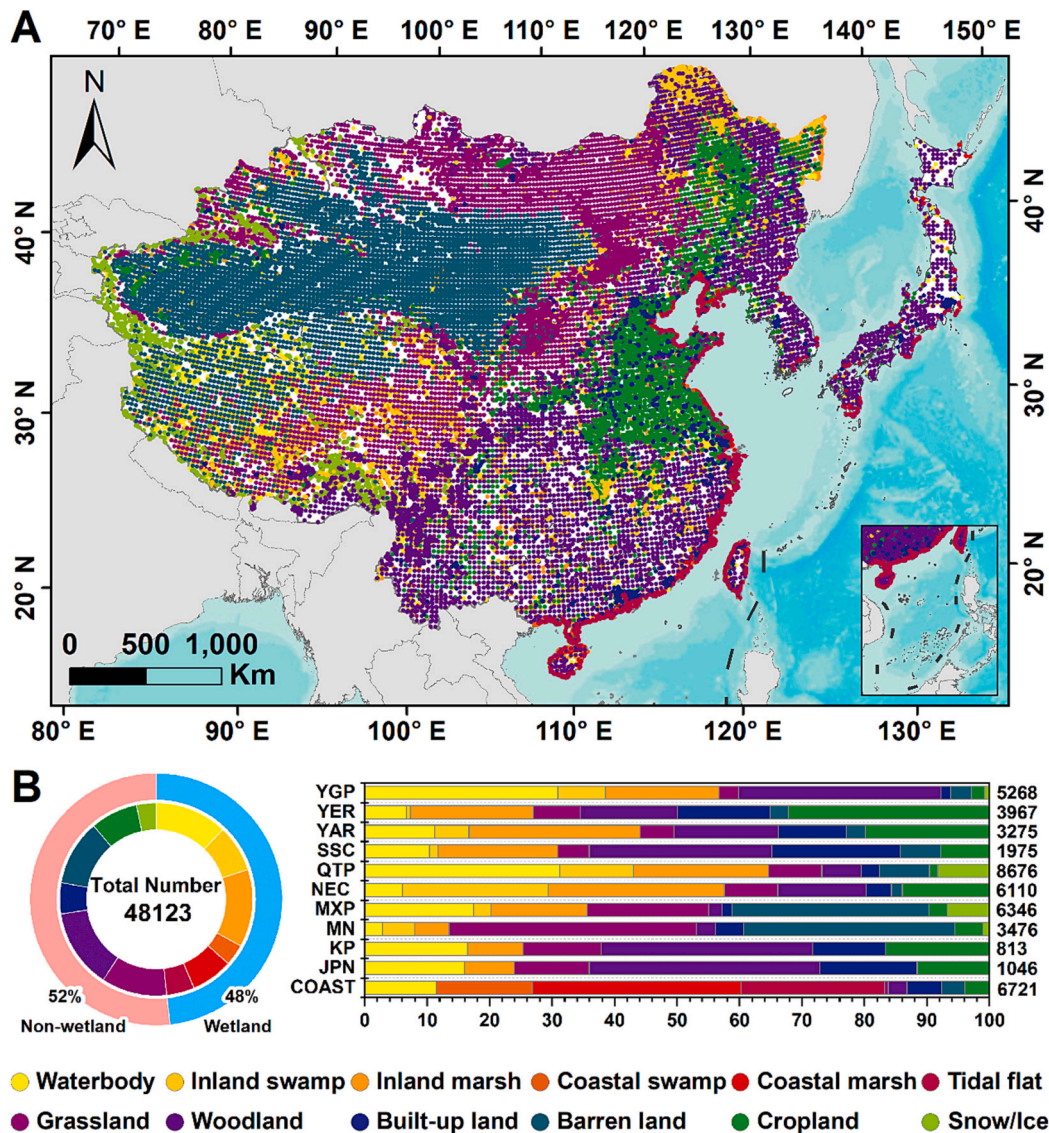 A
70° E 80° E 90° E 100° E 110° E 120° E 130° E 140° E 150° E
N
40° N
30° N
20° N
40° N
30° N
20° N
0 500 1,000
Km
80° E 90° E 100° E 110° E 120° E 130° E
B
Total Number
48123
52%
Non-wetland
48%
Wetland
YGP 5268
YER 3967
YAR 3275
SSC 1975
QTP 8676
NEC 6110
MXP 6346
MN 3476
KP 813
JPN 1046
COAST 6721
0 10 20 30 40 50 60 70 80 90 100
Waterbody Inland swamp Inland marsh Coastal swamp Coastal marsh Tidal flat
Grassland Woodland Built-up land Barren land Cropland Snow/Ice